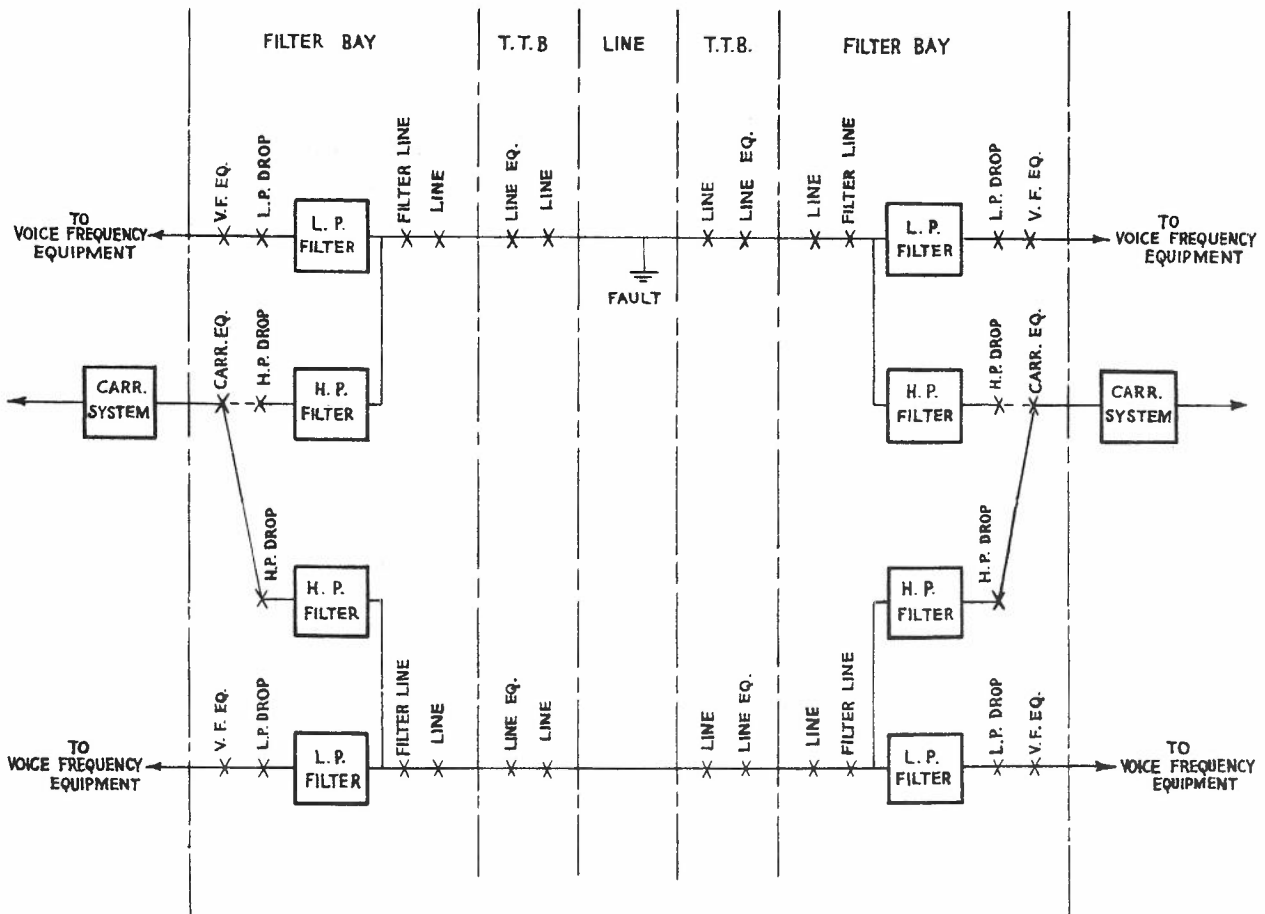 FILTER BAY
T.T.B
LINE
T.T.B.
FILTER BAY
V.F. EQ.
L.P. DROP
FILTER LINE
LINE
LINE EQ.
LINE
LINE
LINE EQ.
LINE
FILTER LINE
L.P. DROP
V.F. EQ.
TO
VOICE FREQUENCY
EQUIPMENT
L. P.
FILTER
L. P.
FILTER
TO
VOICE FREQUENCY
EQUIPMENT
FAULT
CARR. EQ.
H.P. DROP
H.P. DROP
CARR. EQ.
CARR.
SYSTEM
H. P.
FILTER
H. P.
FILTER
CARR.
SYSTEM
H.P. DROP
H. P.
FILTER
H. P.
FILTER
H.P. DROP
V.F. EQ.
L.P. DROP
FILTER LINE
LINE
LINE EQ.
LINE
LINE
LINE EQ.
LINE
FILTER LINE
L.P. DROP
V.F. EQ.
TO
VOICE FREQUENCY
EQUIPMENT
L. P.
FILTER
L. P.
FILTER
TO
VOICE FREQUENCY
EQUIPMENT